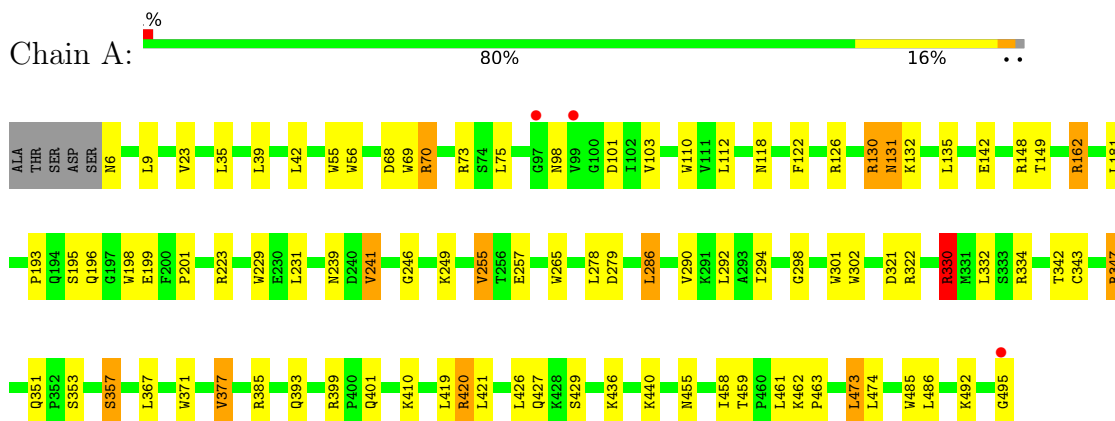 .%
Chain A:
80% 16% ..
ALA THR SER ASP SER N6 L9 V23 L35 L39 L42 W55 W56 D68 W69 R70 R73 S74 L75 G97 N98 V99 G100 D101 I102 V103 W110 V111 L112 N118 F122 R126 R130 N131 K132 L135 E142 R148 T149 R162 L181
P193 Q194 S195 Q196 G197 W198 E199 F200 P201 R223 W229 E230 L231 N239 D240 V241 G246 K249 V255 T256 E257 W265 L278 D279 L286 V290 K291 L292 A293 I294 G298 W301 W302 D321 R322 R330 M331 L332 S333 R334 T342 C343
Q351 P352 S353 S357 L367 W371 V377 R385 Q393 R399 P400 Q401 K410 L419 R420 L421 L426 Q427 K428 S429 K436 K440 N455 I458 T459 P460 L461 K462 P463 L473 L474 W485 L486 K492 G495